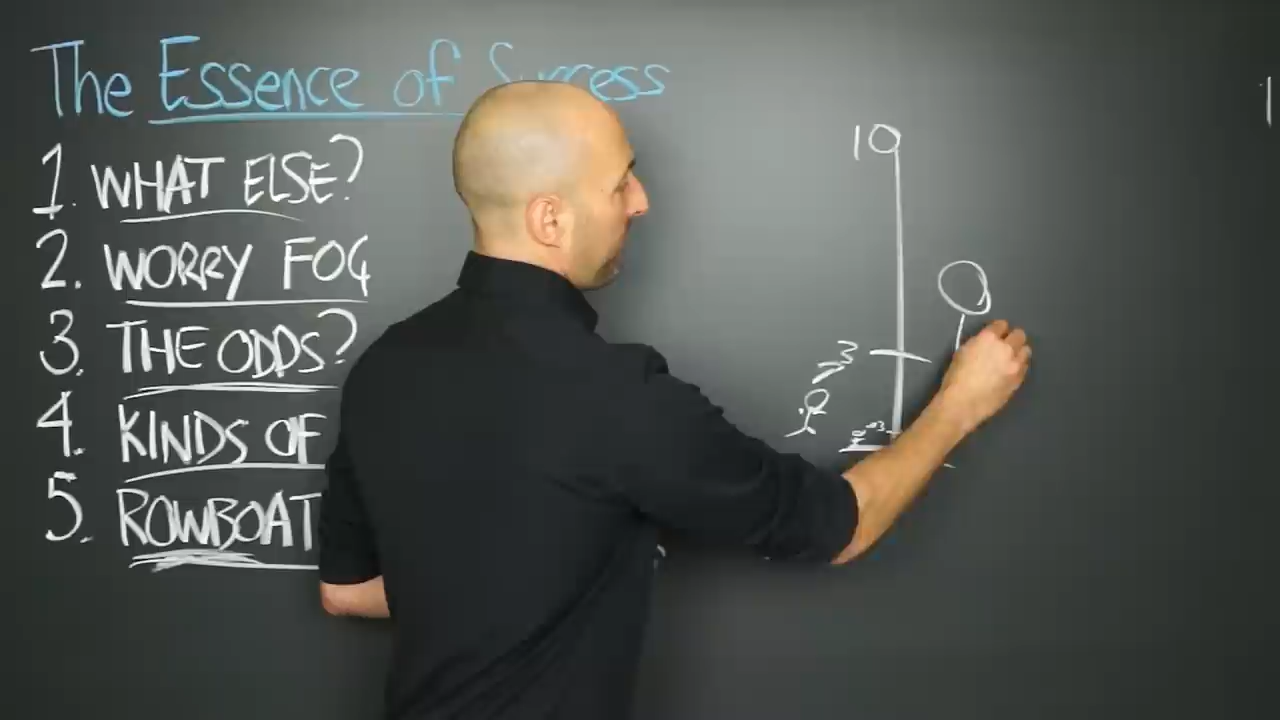 The Essence of Success
1. WHAT ELSE?
2. WORRY FOG
3. THE ODDS?
4. KINDS OF
5. ROWBOAT
10
3